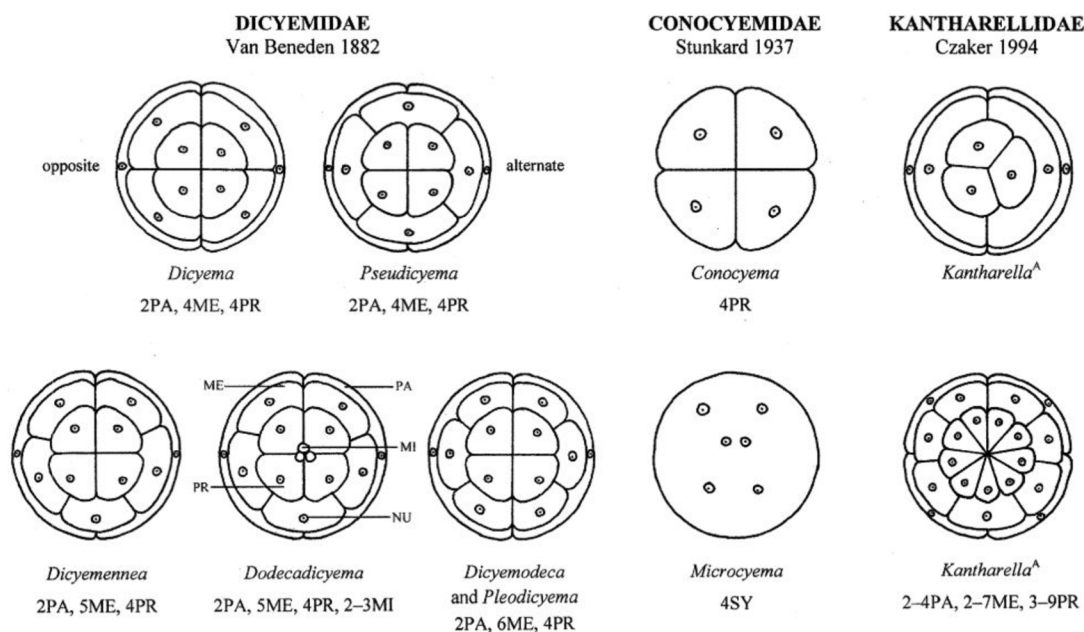 DICYEMIDAE
Van Beneden 1882
CONOCYEMIDAE
Stunkard 1937
KANTHARELLIDAE
Czaker 1994
opposite
alternate
Dicyema
2PA, 4ME, 4PR
Pseudicyema
2PA, 4ME, 4PR
Conocyema
4PR
Kantharellaᴬ
ME
PA
MI
PR
NU
Dicyemennea
2PA, 5ME, 4PR
Dodecadicyema
2PA, 5ME, 4PR, 2–3MI
Dicyemodeca
and Pleodicyema
2PA, 6ME, 4PR
Microcyema
4SY
Kantharellaᴬ
2–4PA, 2–7ME, 3–9PR